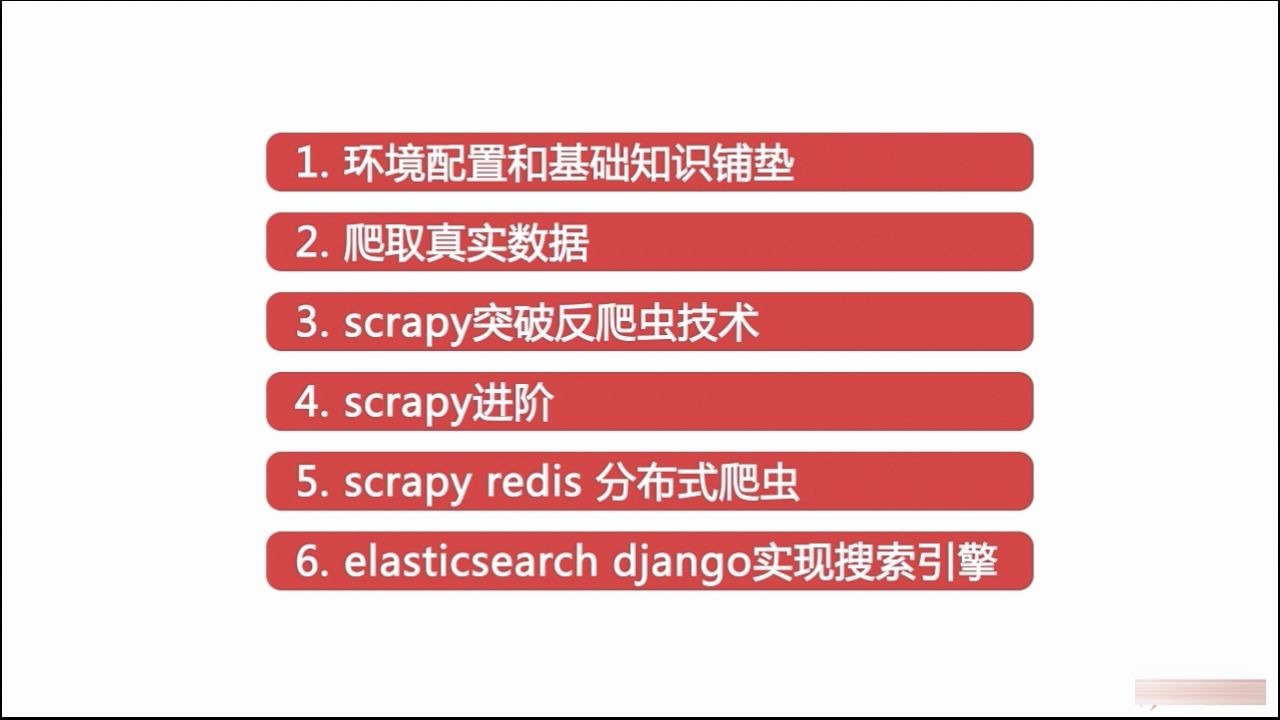 1. 环境配置和基础知识铺垫
2. 爬取真实数据
3. scrapy突破反爬虫技术
4. scrapy进阶
5. scrapy redis 分布式爬虫
6. elasticsearch django实现搜索引擎